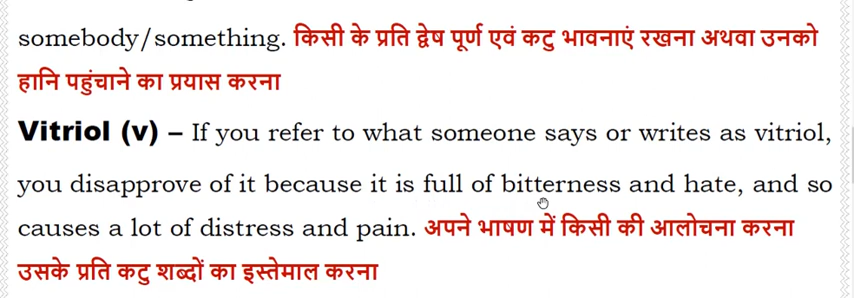 somebody/something. किसी के प्रति द्वेष पूर्ण एवं कटु भावनाएं रखना अथवा उनको
हानि पहुंचाने का प्रयास करना
Vitriol (v) – If you refer to what someone says or writes as vitriol,
you disapprove of it because it is full of bitterness and hate, and so
causes a lot of distress and pain. अपने भाषण में किसी की आलोचना करना
उसके प्रति कटु शब्दों का इस्तेमाल करना